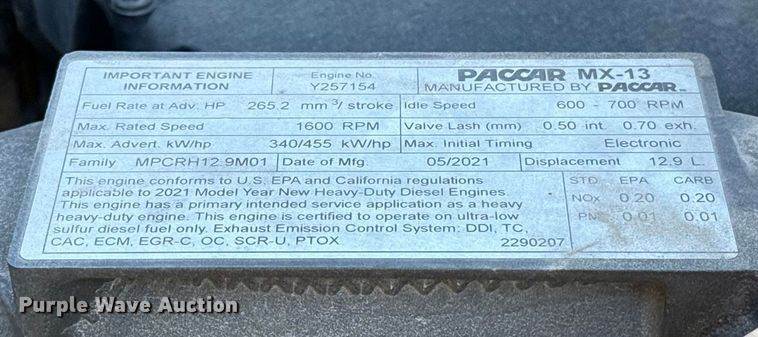 IMPORTANT ENGINE INFORMATION
Engine No.
Y257154
PACCAR MX-13
MANUFACTURED BY PACCAR INC
Fuel Rate at Adv. HP 265.2 mm³/stroke Idle Speed 600 - 700 RPM
Max. Rated Speed 1600 RPM Valve Lash (mm) 0.50 int. 0.70 exh.
Max. Advert. kW/hp 340/455 kW/hp Max. Initial Timing Electronic
Family MPCRH12.9M01 Date of Mfg. 05/2021 Displacement 12.9 L
This engine conforms to U.S. EPA and California regulations
applicable to 2021 Model Year New Heavy-Duty Diesel Engines.
This engine has a primary intended service application as a heavy
heavy-duty engine. This engine is certified to operate on ultra-low
sulfur diesel fuel only. Exhaust Emission Control System: DDI, TC,
CAC, ECM, EGR-C, OC, SCR-U, PTOX
2290207
STD EPA CARB
NOx 0.20 0.20
PM 0.01 0.01
Purple Wave Auction